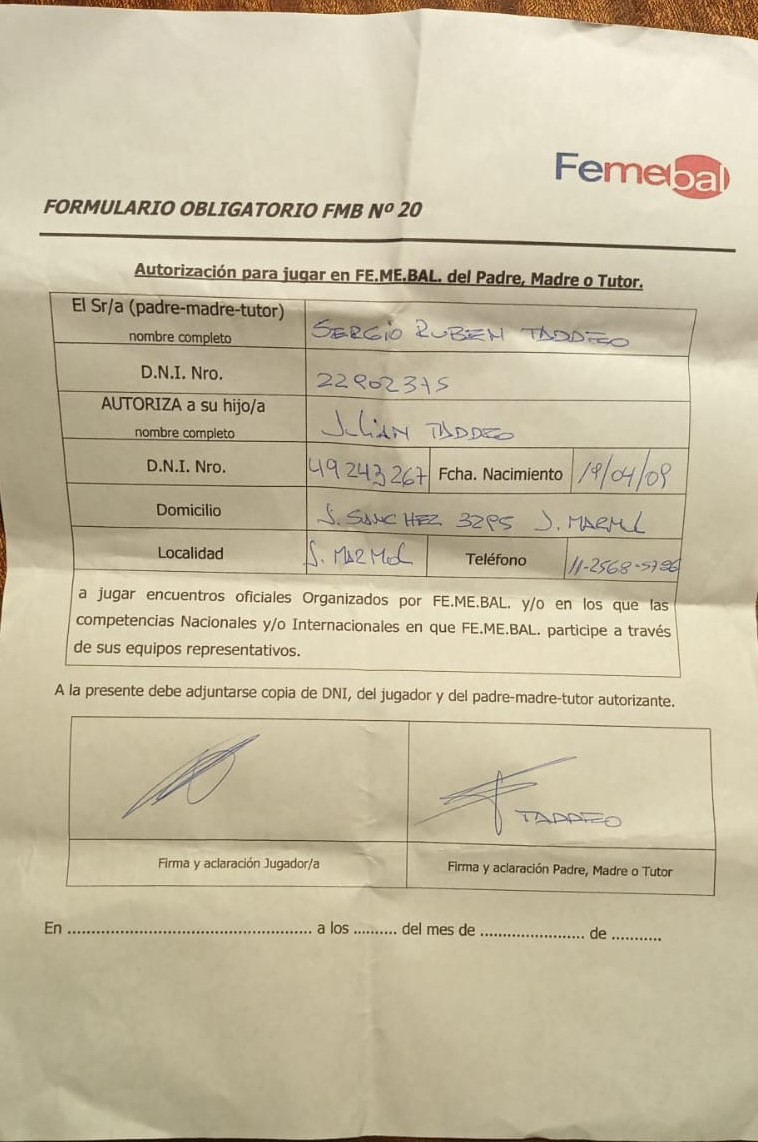 Femebal
FORMULARIO OBLIGATORIO FMB Nº 20
Autorización para jugar en FE.ME.BAL. del Padre, Madre o Tutor.
El Sr/a (padre-madre-tutor)
nombre completo
SERGIO RUBEN TADDEO
D.N.I. Nro.
22902375
AUTORIZA a su hijo/a
nombre completo
JULIAN TADDEO
D.N.I. Nro. 49243267 Fcha. Nacimiento 19/04/09
Domicilio J. SANCHEZ 3295 J. MARMOL
Localidad J. MARMOL Teléfono 11-2568-5786
a jugar encuentros oficiales Organizados por FE.ME.BAL. y/o en los que las
competencias Nacionales y/o Internacionales en que FE.ME.BAL. participe a través
de sus equipos representativos.
A la presente debe adjuntarse copia de DNI, del jugador y del padre-madre-tutor autorizante.
TADDEO
Firma y aclaración Jugador/a Firma y aclaración Padre, Madre o Tutor
En ................................................ a los .......... del mes de ....................... de ...........